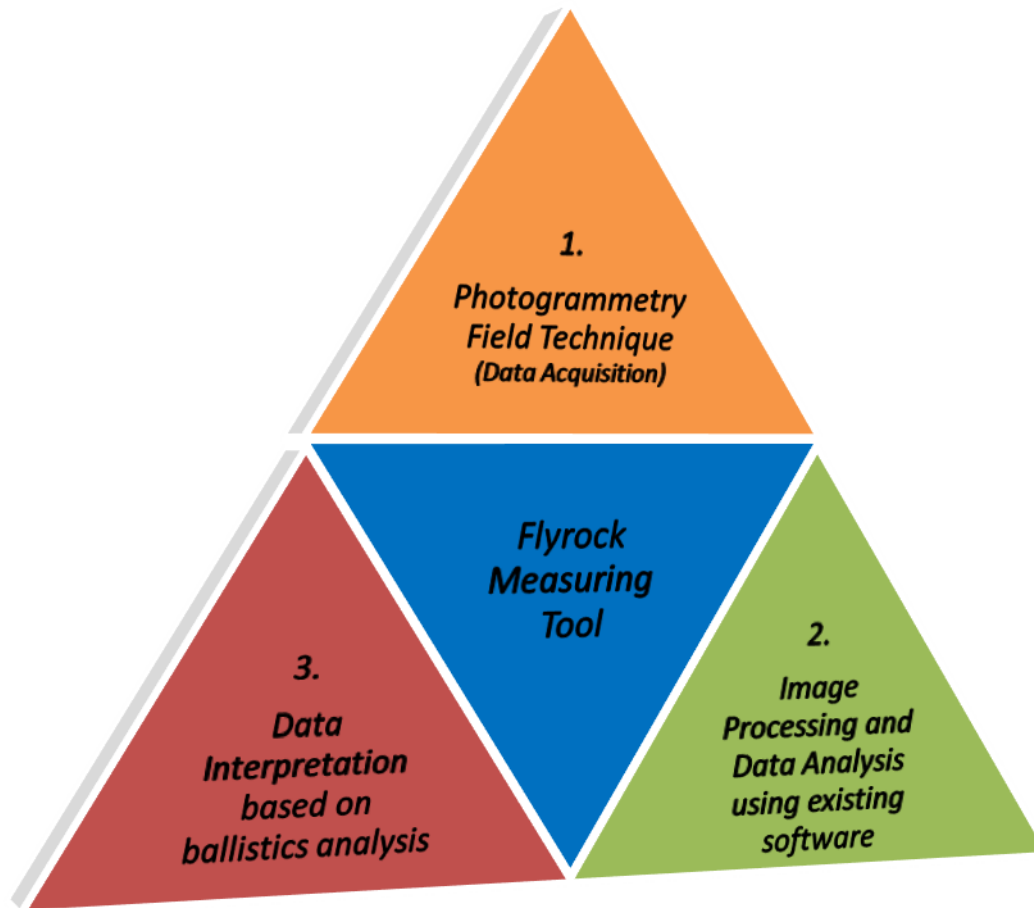 1.
Photogrammetry
Field Technique
(Data Acquisition)
Flyrock
Measuring
Tool
2.
Image
Processing and
Data Analysis
using existing
software
3.
Data
Interpretation
based on
ballistics analysis